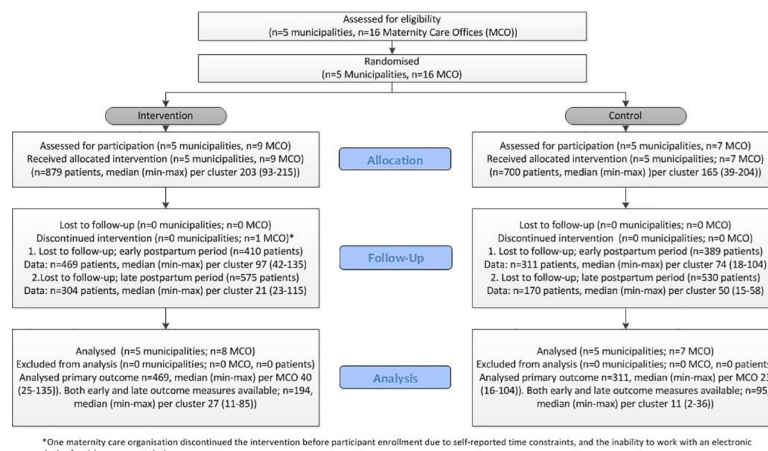 Assessed for eligibility
(n=5 municipalities, n=16 Maternity Care Offices (MCO))
Randomised
(n=5 Municipalities, n=16 MCO)
Intervention
Control
Assessed for participation (n=5 municipalities, n=9 MCO)
Received allocated intervention (n=5 municipalities, n=9 MCO)
(n=879 patients, median (min-max) per cluster 203 (93-215))
Allocation
Assessed for participation (n=5 municipalities, n=7 MCO)
Received allocated intervention (n=5 municipalities; n=7 MCO)
(n=700 patients, median (min-max) )per cluster 165 (39-204))
Lost to follow-up (n=0 municipalities; n=0 MCO)
Discontinued intervention (n=0 municipalities; n=1 MCO)*
1. Lost to follow-up; early postpartum period (n=410 patients)
Data: n=469 patients, median (min-max) per cluster 97 (42-135)
2.Lost to follow-up; late postpartum period (n=575 patients)
Data: n=304 patients, median (min-max) per cluster 21 (23-115)
Follow-Up
Lost to follow-up (n=0 municipalities; n=0 MCO)
Discontinued intervention (n=0 municipalities; n=0 MCO)
1. Lost to follow-up; early postpartum period (n=389 patients)
Data: n=311 patients, median (min-max) per cluster 74 (18-104)
2. Lost to follow-up; late postpartum period (n=530 patients)
Data: n=170 patients, median (min-max) per cluster 50 (15-58)
Analysed (n=5 municipalities; n=8 MCO)
Excluded from analysis (n=0 municipalities; n=0 MCO, n=0 patients)
Analysed primary outcome n=469, median (min-max) per MCO 40
(25-135)). Both early and late outcome measures available; n=194,
median (min-max) per cluster 27 (11-85))
Analysis
Analysed (n=5 municipalities; n=7 MCO)
Excluded from analysis (n=0 municipalities; n=0 MCO, n=0 patients
Analysed primary outcome n=311, median (min-max) per MCO 23
(16-104)). Both early and late outcome measures available; n=95,
median (min-max) per cluster 11 (2-36))
*One maternity care organisation discontinued the intervention before participant enrollment due to self-reported time constraints, and the inability to work with an electronic